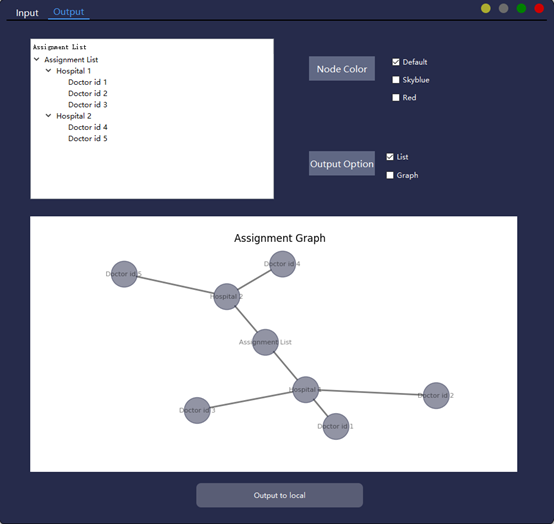 Input Output
Assignment List
Assignment List
Hospital 1
Doctor id 1
Doctor id 2
Doctor id 3
Hospital 2
Doctor id 4
Doctor id 5
Node Color
Default
Skyblue
Red
Output Option
List
Graph
Assignment Graph
Doctor id 4
Doctor id 5
Hospital 2
Assignment List
Hospital 1
Doctor id 2
Doctor id 3
Doctor id 1
Output to local